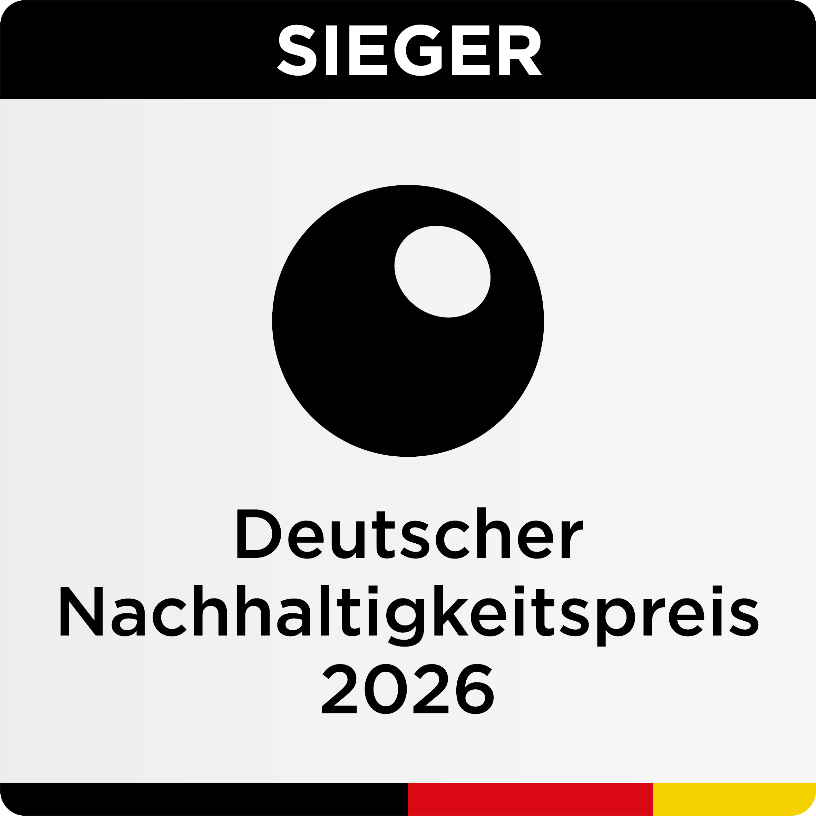 SIEGER
Deutscher
Nachhaltigkeitspreis
2026